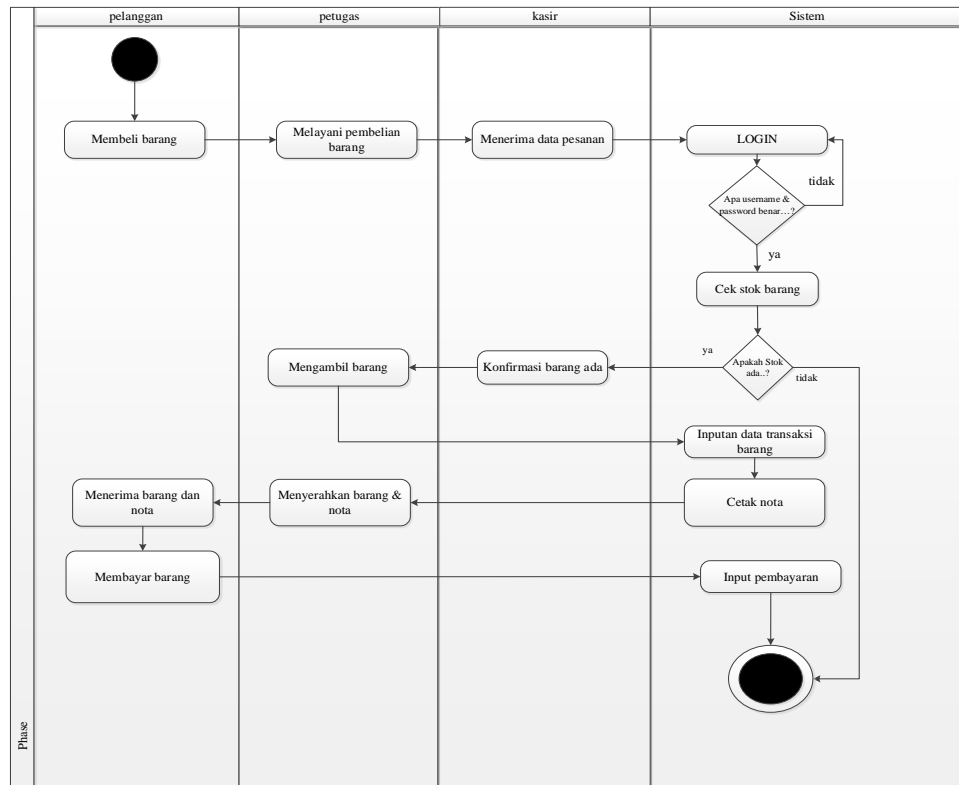 pelanggan
petugas
kasir
Sistem
Membeli barang
Melayani pembelian
barang
Menerima data pesanan
LOGIN
tidak
Apa username &
password benar…?
ya
Cek stok barang
Mengambil barang
Konfirmasi barang ada
ya
Apakah Stok
ada..?
tidak
Inputan data transaksi
barang
Menerima barang dan
nota
Menyerahkan barang &
nota
Cetak nota
Membayar barang
Input pembayaran
Phase